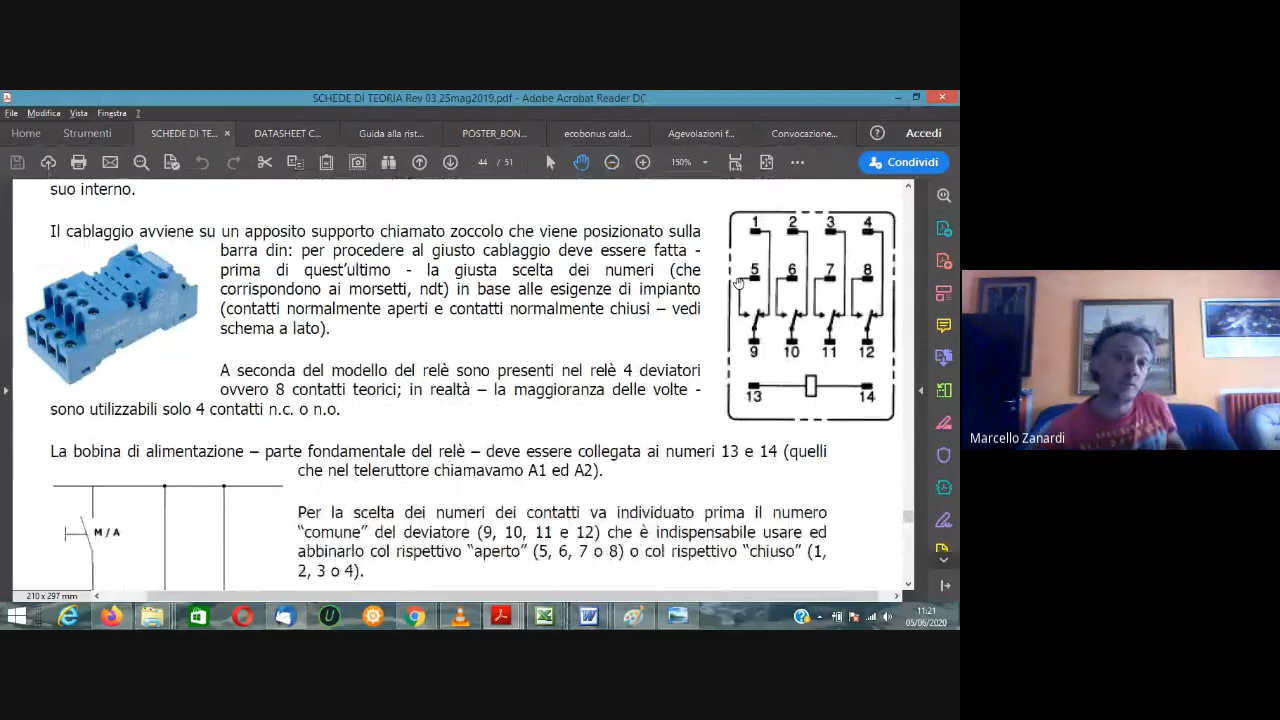 SCHEDE DI TEORIA Rev 03 25mag2019.pdf - Adobe Acrobat Reader DC
File Modifica Vista Finestra ?
Home Strumenti SCHEDE DI TE... × DATASHEET C... Guida alla rist... POSTER_BON... ecobonus cald... Agevolazioni f... Convocazione... Accedi
44 / 51 150% Condividi
suo interno.
Il cablaggio avviene su un'apposito supporto chiamato zoccolo che viene posizionato sulla
barra din: per procedere al giusto cablaggio deve essere fatta -
prima di quest'ultimo - la giusta scelta dei numeri (che
corrispondono ai morsetti, ndt) in base alle esigenze di impianto
(contatti normalmente aperti e contatti normalmente chiusi – vedi
schema a lato).
1 2 3 4
5 6 7 8
9 10 11 12
13 14
A seconda del modello del relè sono presenti nel relè 4 deviatori
ovvero 8 contatti teorici; in realtà – la maggioranza delle volte -
sono utilizzabili solo 4 contatti n.c. o n.o.
La bobina di alimentazione – parte fondamentale del relè – deve essere collegata ai numeri 13 e 14 (quelli
che nel teleruttore chiamavamo A1 ed A2).
M / A
Per la scelta dei numeri dei contatti va individuato prima il numero
“comune” del deviatore (9, 10, 11 e 12) che è indispensabile usare ed
abbinarlo col rispettivo “aperto” (5, 6, 7 o 8) o col rispettivo “chiuso” (1,
2, 3 o 4).
210 x 297 mm
11:21
05/06/2020
Marcello Zanardi